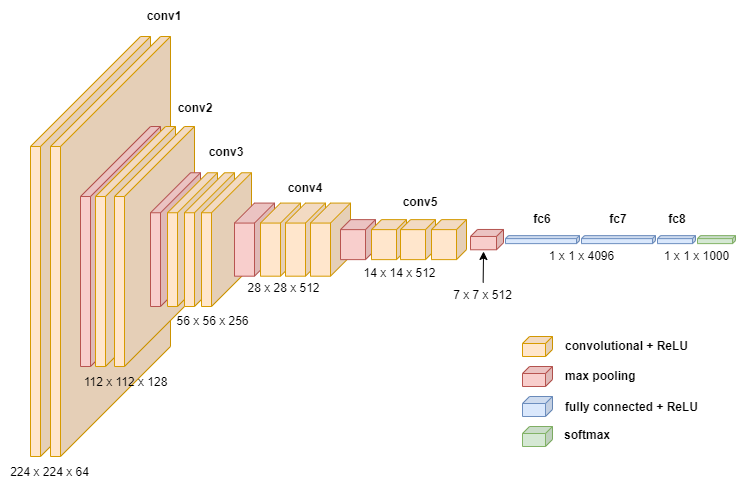 conv1
conv2
conv3
conv4
conv5
fc6
fc7
fc8
1 x 1 x 4096
1 x 1 x 1000
14 x 14 x 512
28 x 28 x 512
7 x 7 x 512
56 x 56 x 256
112 x 112 x 128
224 x 224 x 64
convolutional + ReLU
max pooling
fully connected + ReLU
softmax